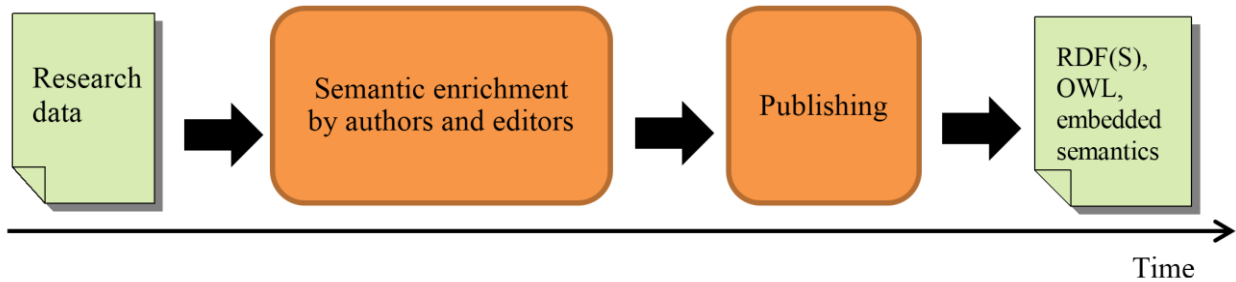 Research
data
Semantic enrichment
by authors and editors
Publishing
RDF(S),
OWL,
embedded
semantics
Time